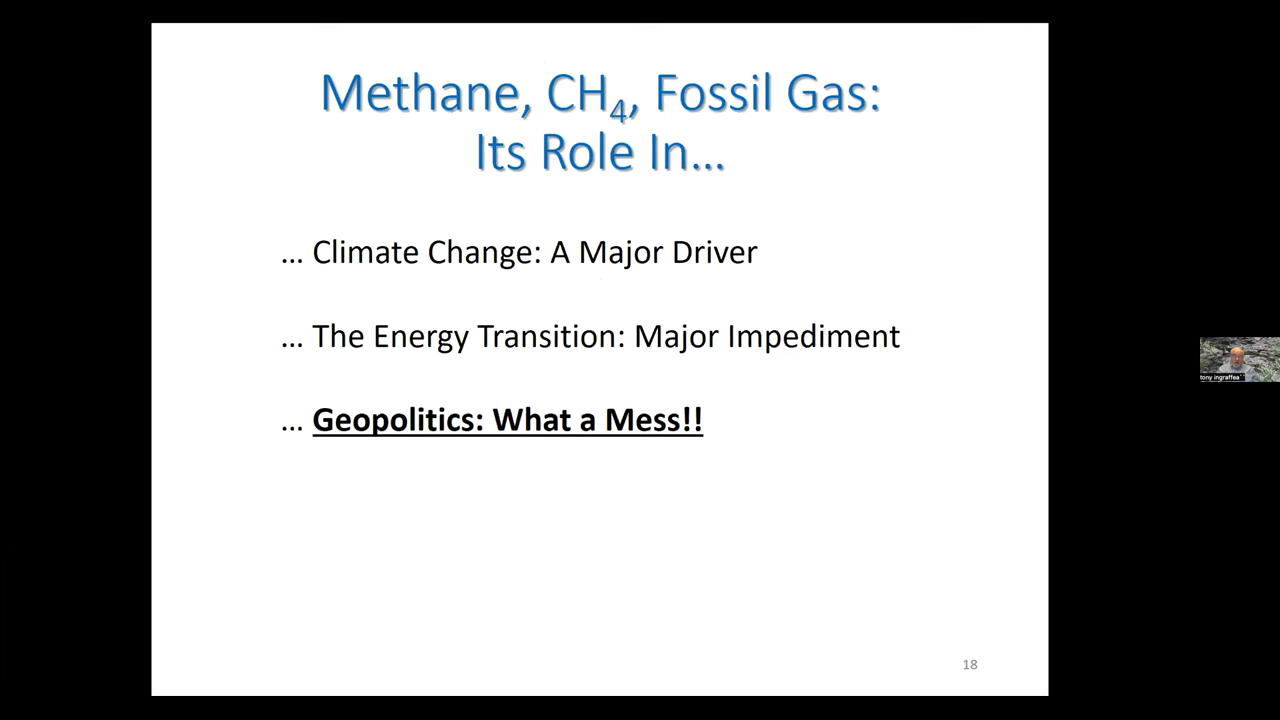 Methane, CH₄, Fossil Gas:
Its Role In…
… Climate Change: A Major Driver
… The Energy Transition: Major Impediment
… Geopolitics: What a Mess!!
tony ingraffea
18